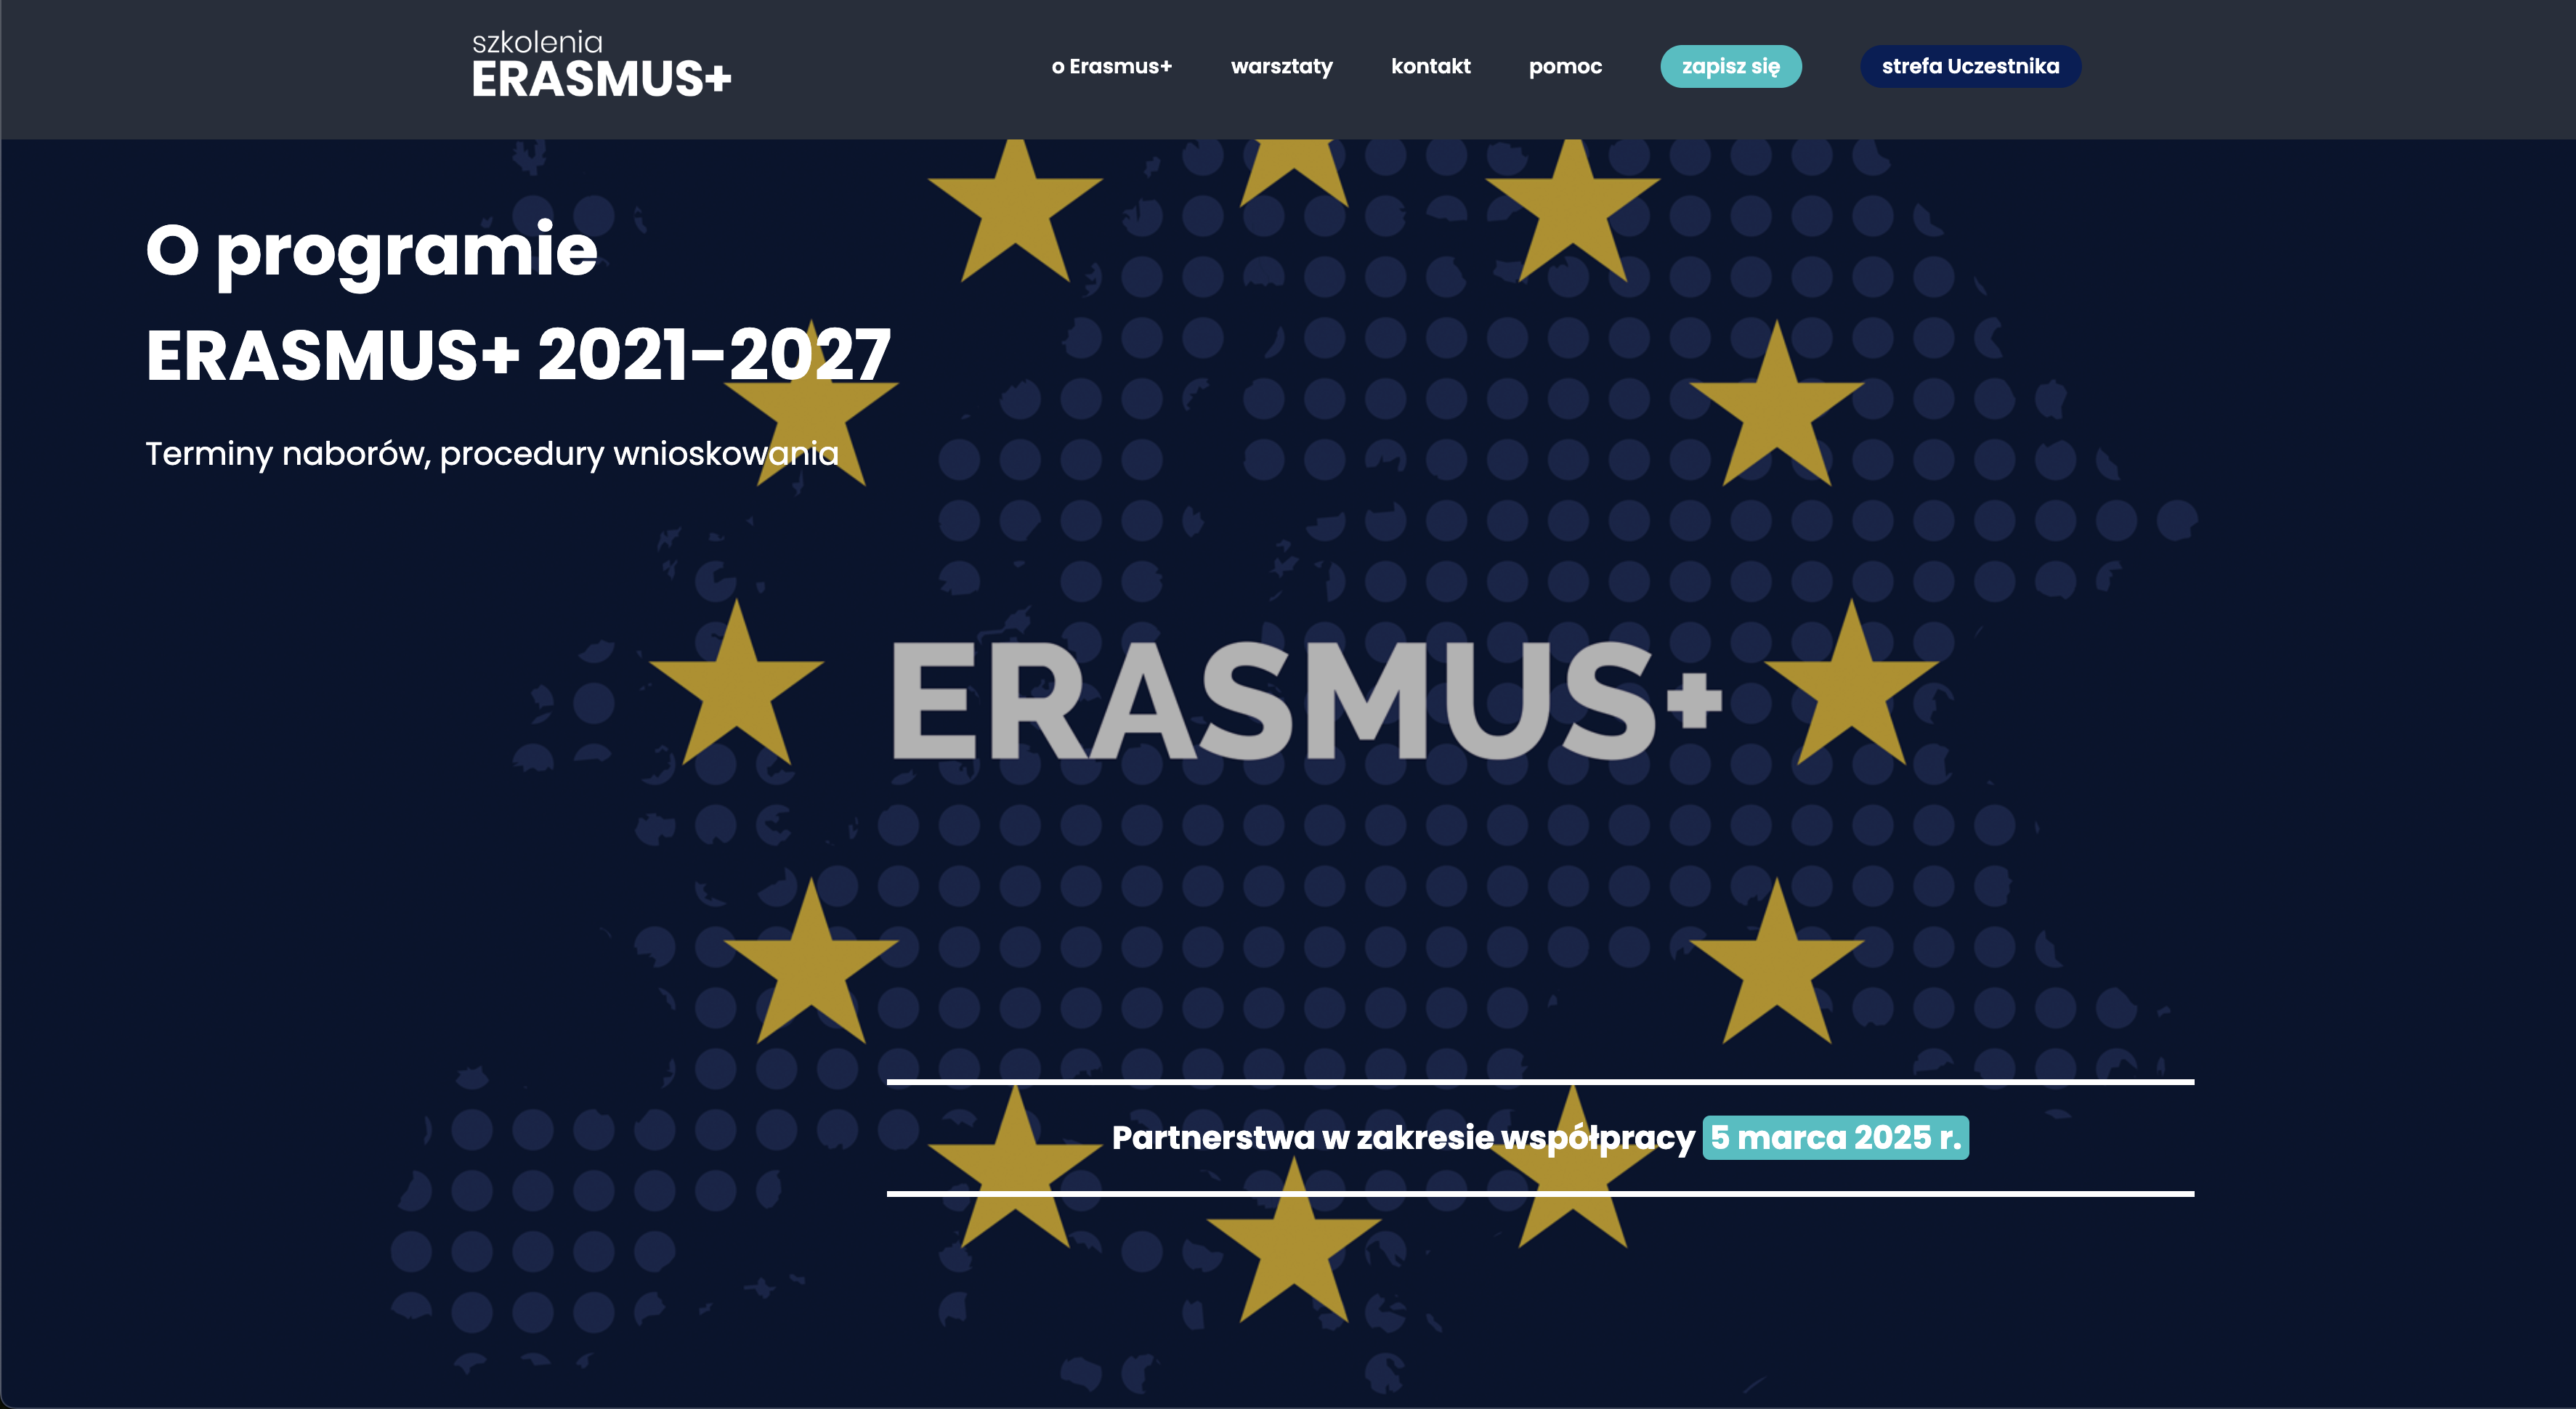 szkolenia
ERASMUS+
o Erasmus+ warsztaty kontakt pomoc zapisz się strefa Uczestnika
O programie
ERASMUS+ 2021-2027
Terminy naborów, procedury wnioskowania
ERASMUS+
Partnerstwa w zakresie współpracy 5 marca 2025 r.